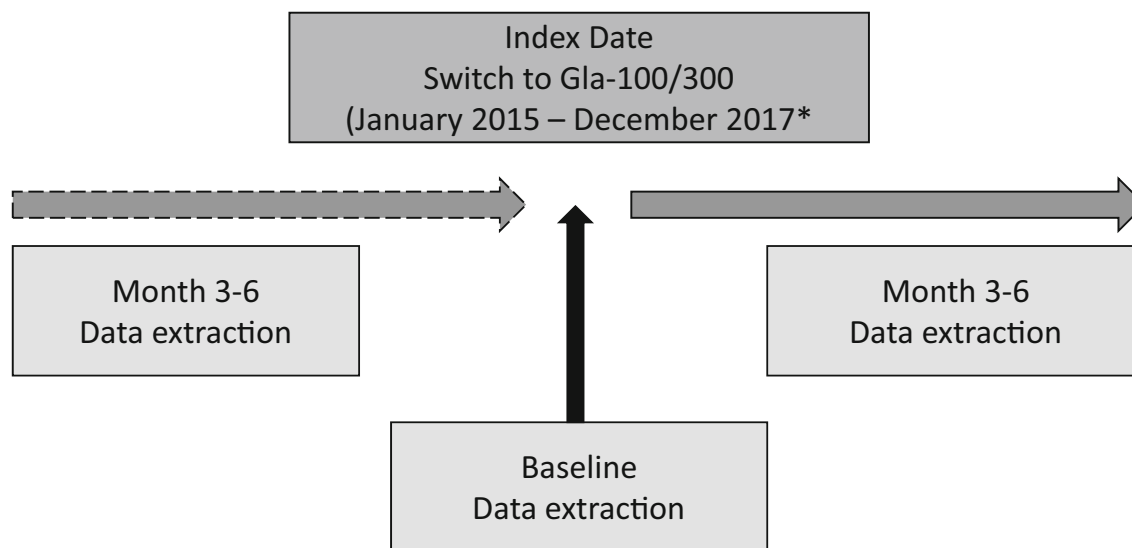 Index Date
Switch to Gla-100/300
(January 2015 – December 2017*
Month 3-6
Data extraction
Month 3-6
Data extraction
Baseline
Data extraction